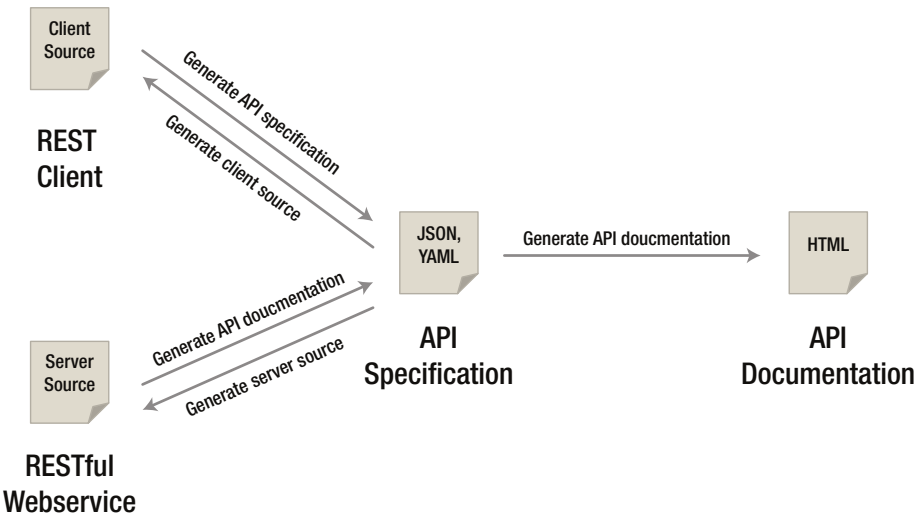 Client
Source
REST
Client
Generate API specification
Generate client source
JSON,
YAML
API
Specification
Generate API doucmentation
HTML
API
Documentation
Generate API doucmentation
Generate server source
Server
Source
RESTful
Webservice